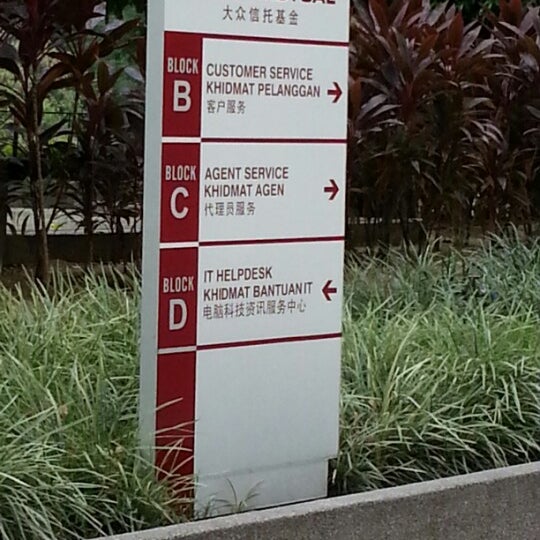 大众信托基金
BLOCK B
CUSTOMER SERVICE
KHIDMAT PELANGGAN
客户服务
BLOCK C
AGENT SERVICE
KHIDMAT AGEN
代理员服务
BLOCK D
IT HELPDESK
KHIDMAT BANTUAN IT
电脑科技资讯服务中心